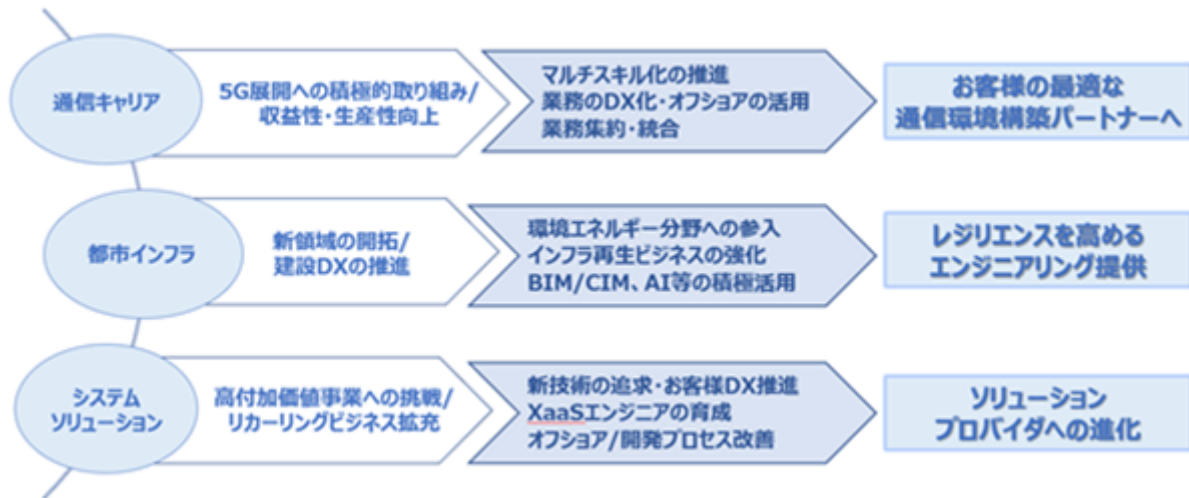 通信キャリア
5G展開への積極的取り組み/
収益性・生産性向上
マルチスキル化の推進
業務のDX化・オフショアの活用
業務集約・統合
お客様の最適な
通信環境構築パートナーへ
都市インフラ
新領域の開拓/
建設DXの推進
環境エネルギー分野への参入
インフラ再生ビジネスの強化
BIM/CIM、AI等の積極活用
レジリエンスを高める
エンジニアリング提供
システム
ソリューション
高付加価値事業への挑戦/
リカーリングビジネス拡充
新技術の追求・お客様DX推進
XaaSエンジニアの育成
オフショア/開発プロセス改善
ソリューション
プロバイダへの進化